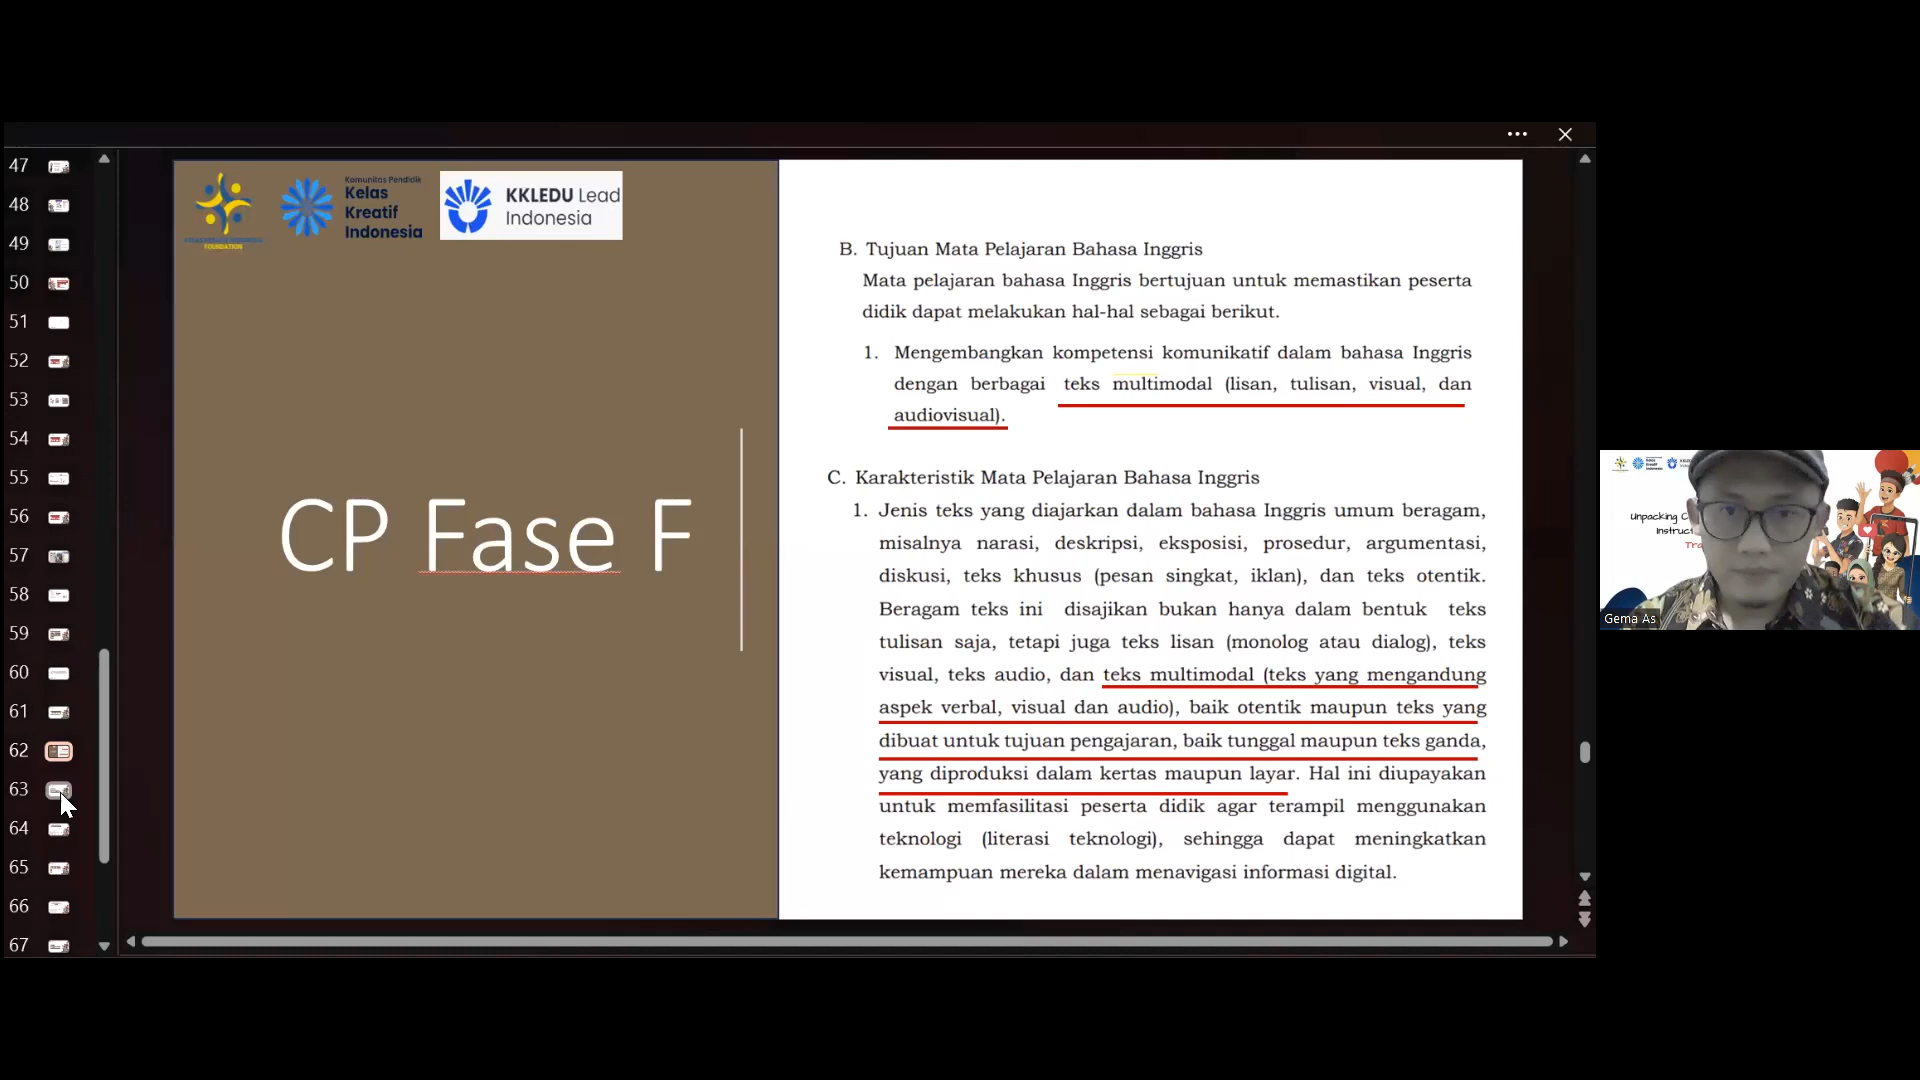 47
48
49
50
51
52
53
54
55
56
57
58
59
60
61
62
63
64
65
66
67
FOUNDATION
Komunitas Pendidik
Kelas
Kreatif
Indonesia
KKLEDU Lead
Indonesia
CP Fase F
B. Tujuan Mata Pelajaran Bahasa Inggris
Mata pelajaran bahasa Inggris bertujuan untuk memastikan peserta
didik dapat melakukan hal-hal sebagai berikut.
1. Mengembangkan kompetensi komunikatif dalam bahasa Inggris
dengan berbagai teks multimodal (lisan, tulisan, visual, dan
audiovisual).
C. Karakteristik Mata Pelajaran Bahasa Inggris
1. Jenis teks yang diajarkan dalam bahasa Inggris umum beragam,
misalnya narasi, deskripsi, eksposisi, prosedur, argumentasi,
diskusi, teks khusus (pesan singkat, iklan), dan teks otentik.
Beragam teks ini disajikan bukan hanya dalam bentuk teks
tulisan saja, tetapi juga teks lisan (monolog atau dialog), teks
visual, teks audio, dan teks multimodal (teks yang mengandung
aspek verbal, visual dan audio), baik otentik maupun teks yang
dibuat untuk tujuan pengajaran, baik tunggal maupun teks ganda,
yang diproduksi dalam kertas maupun layar. Hal ini diupayakan
untuk memfasilitasi peserta didik agar terampil menggunakan
teknologi (literasi teknologi), sehingga dapat meningkatkan
kemampuan mereka dalam menavigasi informasi digital.
Unpacking C
Instruct
Tra
Gema As